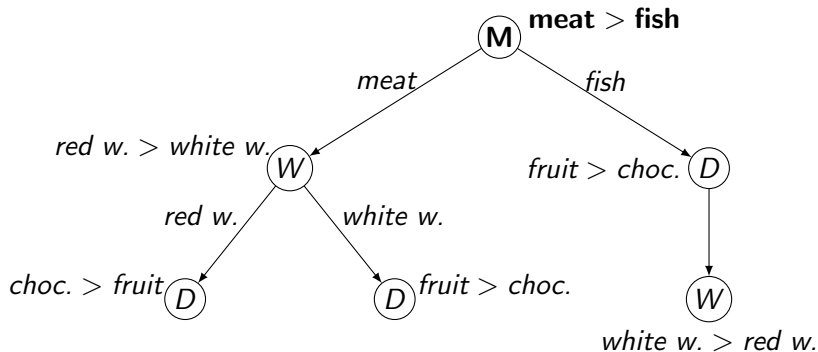 M meat > fish
meat fish
red w. > white w. W fruit > choc. D
red w. white w.
choc. > fruit D D fruit > choc. W
white w. > red w.